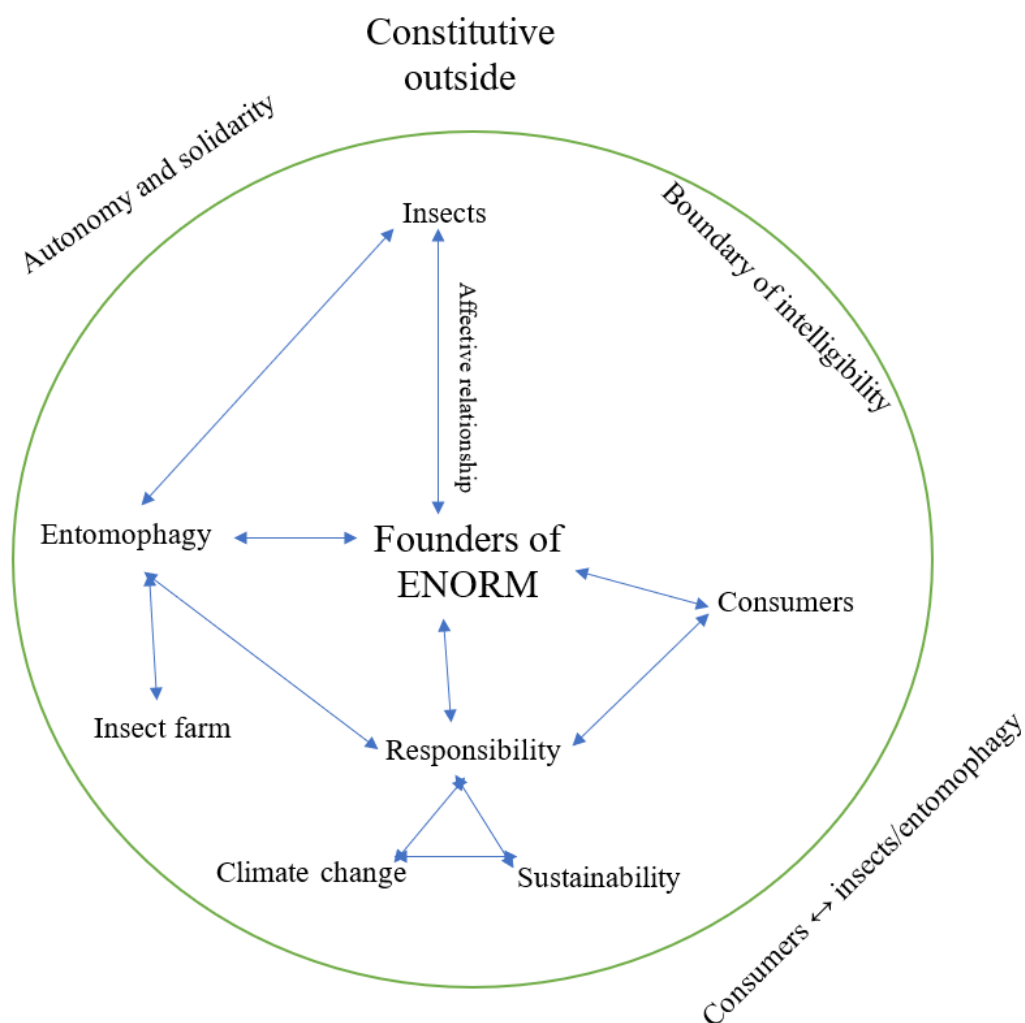 Constitutive
outside
Autonomy and solidarity
Boundary of intelligibility
Insects
Affective relationship
Entomophagy
Founders of
ENORM
Consumers
Insect farm
Responsibility
Climate change
Sustainability
Consumers ↔ insects/entomophagy